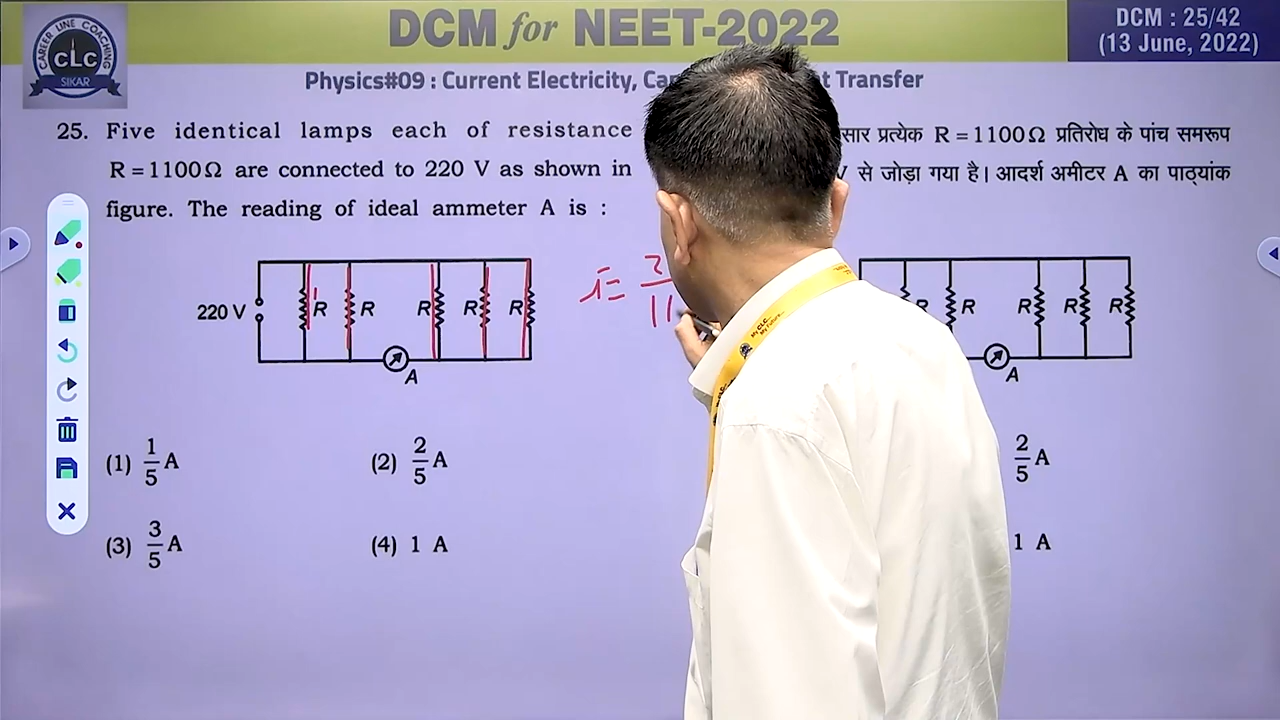 DCM for NEET-2022
DCM : 25/42
(13 June, 2022)
CAREER LINE COACHING
CLC
SIKAR
Physics#09 : Current Electricity, t Transfer
25. Five identical lamps each of resistance
R = 1100 Ω are connected to 220 V as shown in
figure. The reading of ideal ammeter A is :
प्रत्येक R = 1100 Ω प्रतिरोध के पांच समरूप
से जोड़ा गया है। आदर्श अमीटर A का पाठ्यांक
220 V R R R R R
A
i =
11
R R R R R
A
(1) 1/5 A (2) 2/5 A
(3) 3/5 A (4) 1 A
2/5 A
1 A